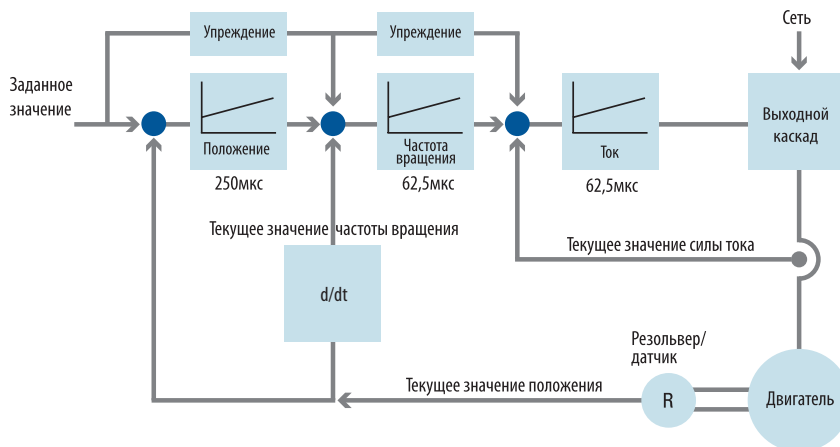 Сеть
Упреждение
Упреждение
Заданное
значение
Положение
Частота
вращения
Ток
Выходной
каскад
250мкс
62,5мкс
62,5мкс
Текущее значение частоты вращения
Текущее значение силы тока
d/dt
Резольвер/
датчик
Текущее значение положения
R
Двигатель